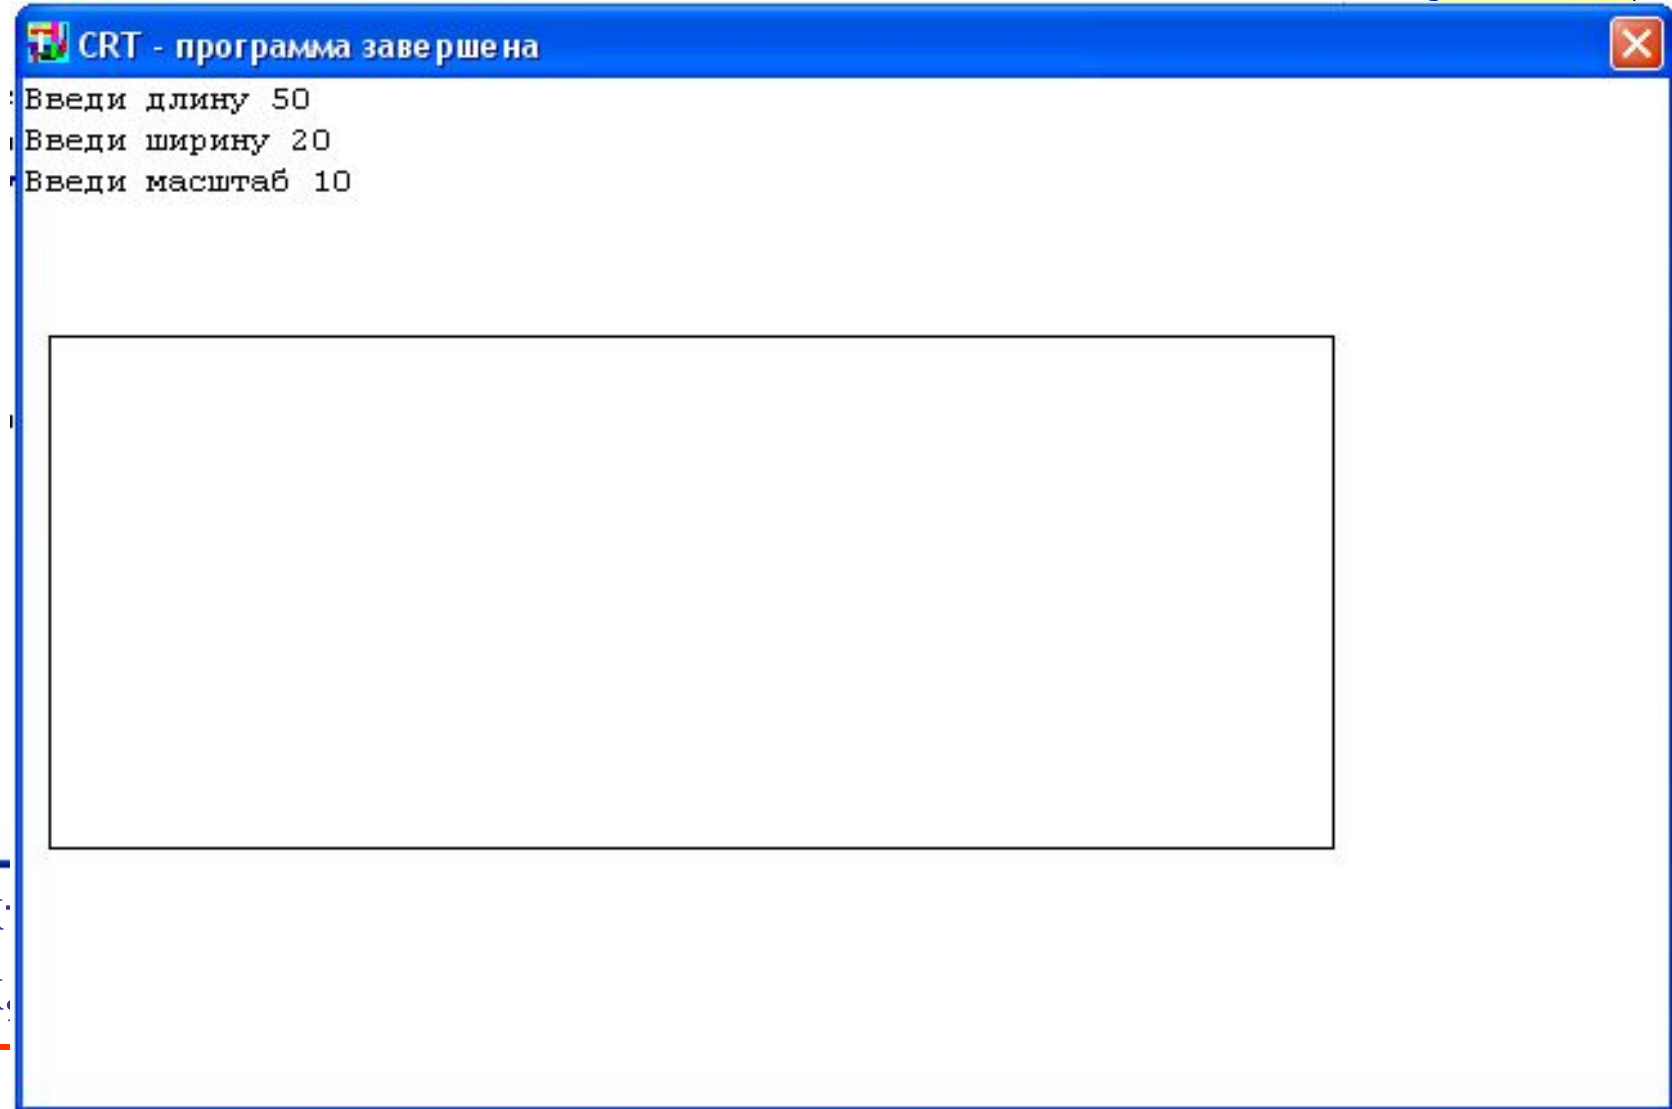 CRT - программа завершена
Введи длину 50
Введи ширину 20
Введи масштаб 10